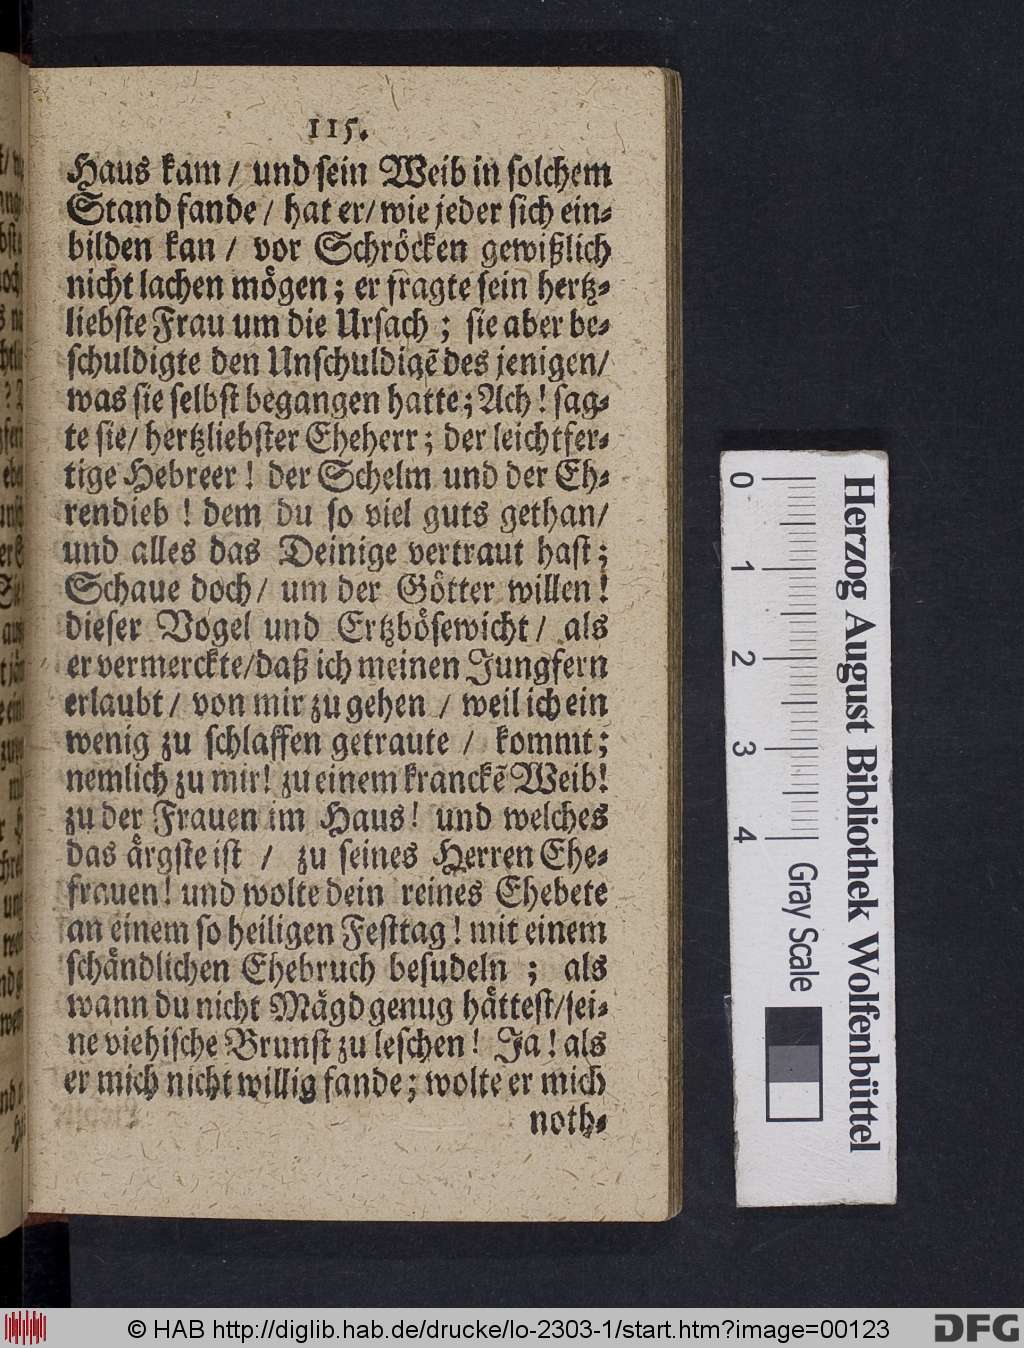 115.
Haus kam / und ſein Weib in ſolchem
Stand fande / hat er / wie jeder ſich ein⸗
bilden kan / vor Schröcken gewißlich
nicht lachen mögen ; er fragte ſein hertz⸗
liebſte Frau um die Urſach ; ſie aber be⸗
ſchuldigte den Unſchuldigẽ des jenigen /
was ſie ſelbſt begangen hatte ; Ach ! ſag⸗
te ſie / hertzliebſter Eheherr ; der leichtfer⸗
tige Hebreer ! der Schelm und der Eh⸗
rendieb ! dem du ſo viel guts gethan /
und alles das Deinige vertraut haſt ;
Schaue doch / um der Götter willen !
dieſer Vogel und Ertzböſewicht / als
er vermerckte / daß ich meinen Jungfern
erlaubt / von mir zu gehen / weil ich ein
wenig zu ſchlaffen getraute / kommt ;
nemlich zu mir ! zu einem kranckẽ Weib !
zu der Frauen im Haus ! und welches
das ärgſte iſt / zu ſeines Herren Ehe⸗
frauen ! und wolte dein reines Ehebete
an einem ſo heiligen Feſttag ! mit einem
ſchändlichen Ehebruch beſudeln ; als
wann du nicht Mägd genug hätteſt / ſei⸗
ne viehiſche Brunſt zu leſchen ! Ja ! als
er mich nicht willig fande ; wolte er mich
noth⸗
Herzog August Bibliothek Wolfenbüttel
0 1 2 3 4
Gray Scale
© HAB http://diglib.hab.de/drucke/lo-2303-1/start.htm?image=00123
DFG